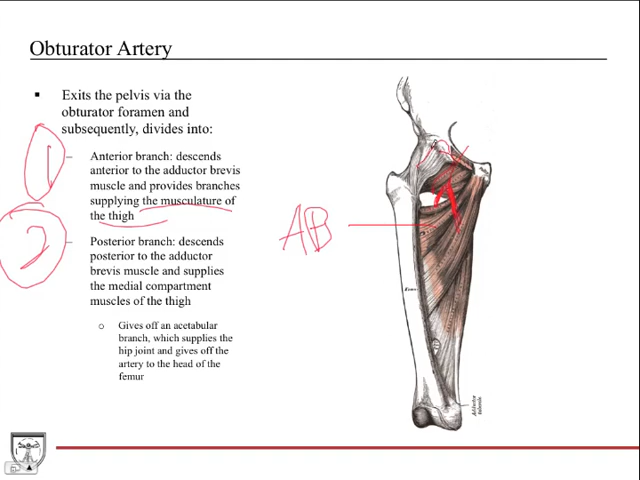 Obturator Artery
▪ Exits the pelvis via the
obturator foramen and
subsequently, divides into:
1
– Anterior branch: descends
anterior to the adductor brevis
muscle and provides branches
supplying the musculature of
the thigh
2
– Posterior branch: descends
posterior to the adductor
brevis muscle and supplies
the medial compartment
muscles of the thigh
o Gives off an acetabular
branch, which supplies the
hip joint and gives off the
artery to the head of the
femur
AB